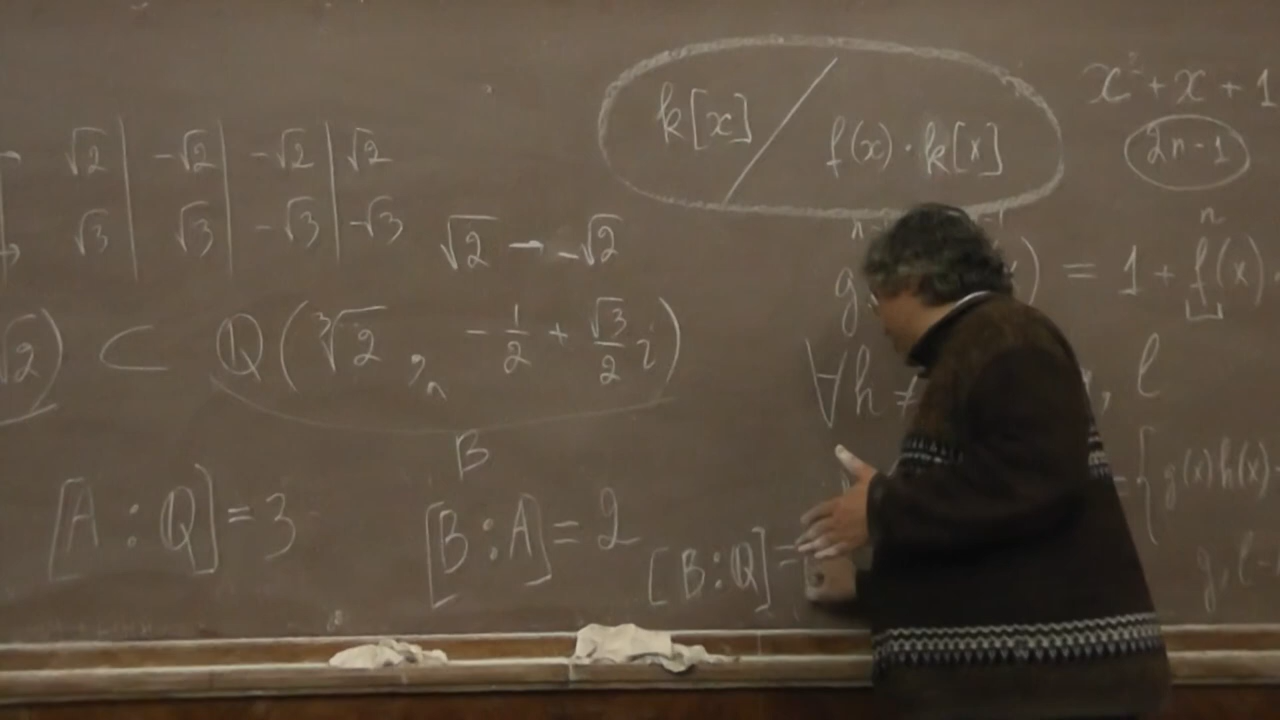 k[x] / f(x) · k[x]
x² + x + 1
2n-1
√2 | -√2 | -√2 | √2
√3 | √3 | -√3 | -√3
√2 → -√2
n
g ) = 1 + f(x)
√2) ⊂ Q(∛2, -1/2 + √3/2 i)
∀h ≠ , l
B
g(x)h(x)
[A : Q] = 3
[B : A] = 2
[B : Q] =
g, l -